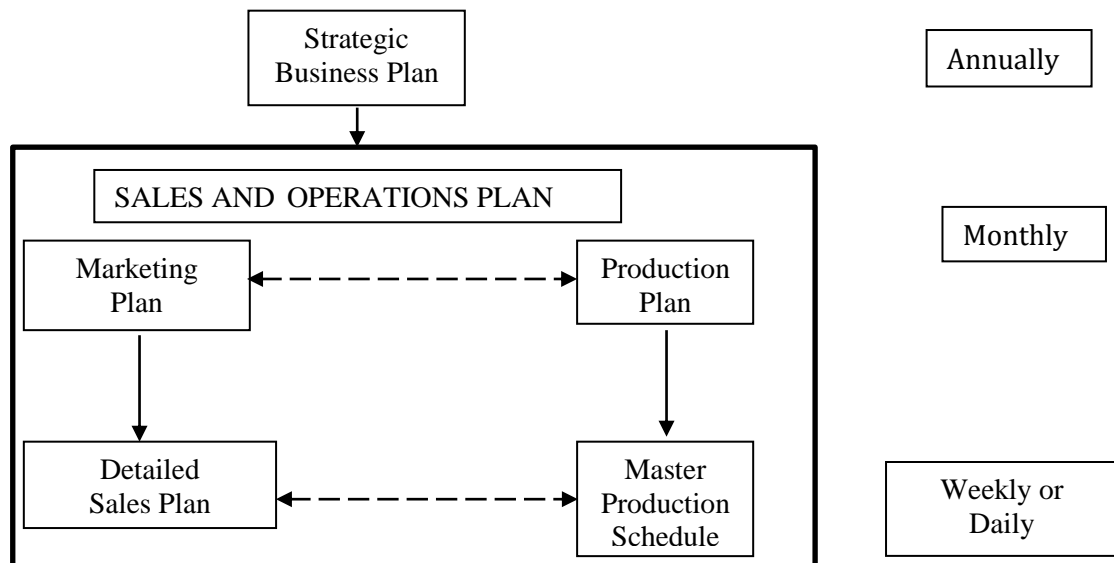 Strategic
Business Plan
Annually
SALES AND OPERATIONS PLAN
Monthly
Marketing
Plan
Production
Plan
Detailed
Sales Plan
Master
Production
Schedule
Weekly or
Daily